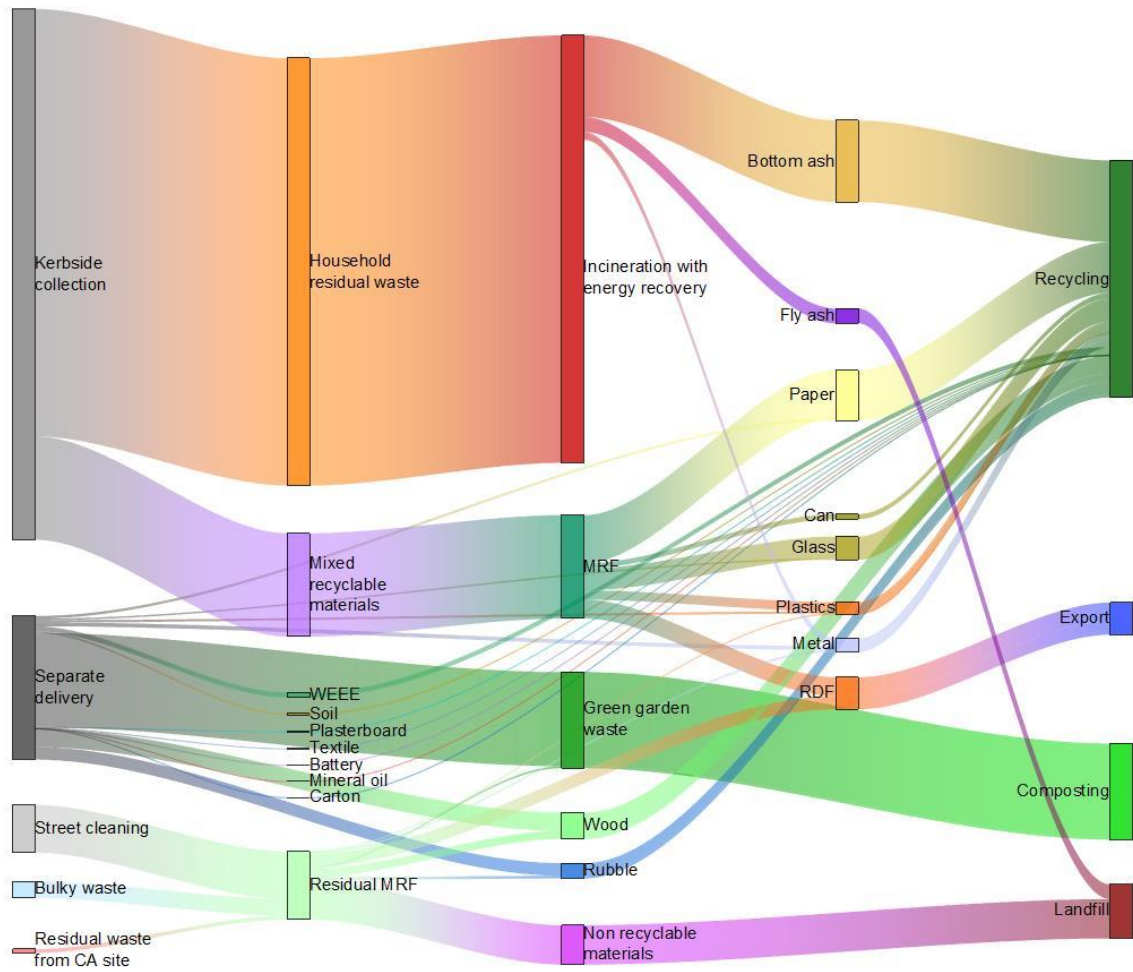 Kerbside
collection
Household
residual waste
Incineration with
energy recovery
Bottom ash
Recycling
Fly ash
Paper
Can
Glass
Mixed
recyclable
materials
MRF
Plastics
Export
Metal
Separate
delivery
WEEE
Soil
Plasterboard
Textile
Battery
Mineral oil
Carton
Green garden
waste
RDF
Composting
Street cleaning
Wood
Bulky waste
Residual MRF
Rubble
Landfill
Residual waste
from CA site
Non recyclable
materials